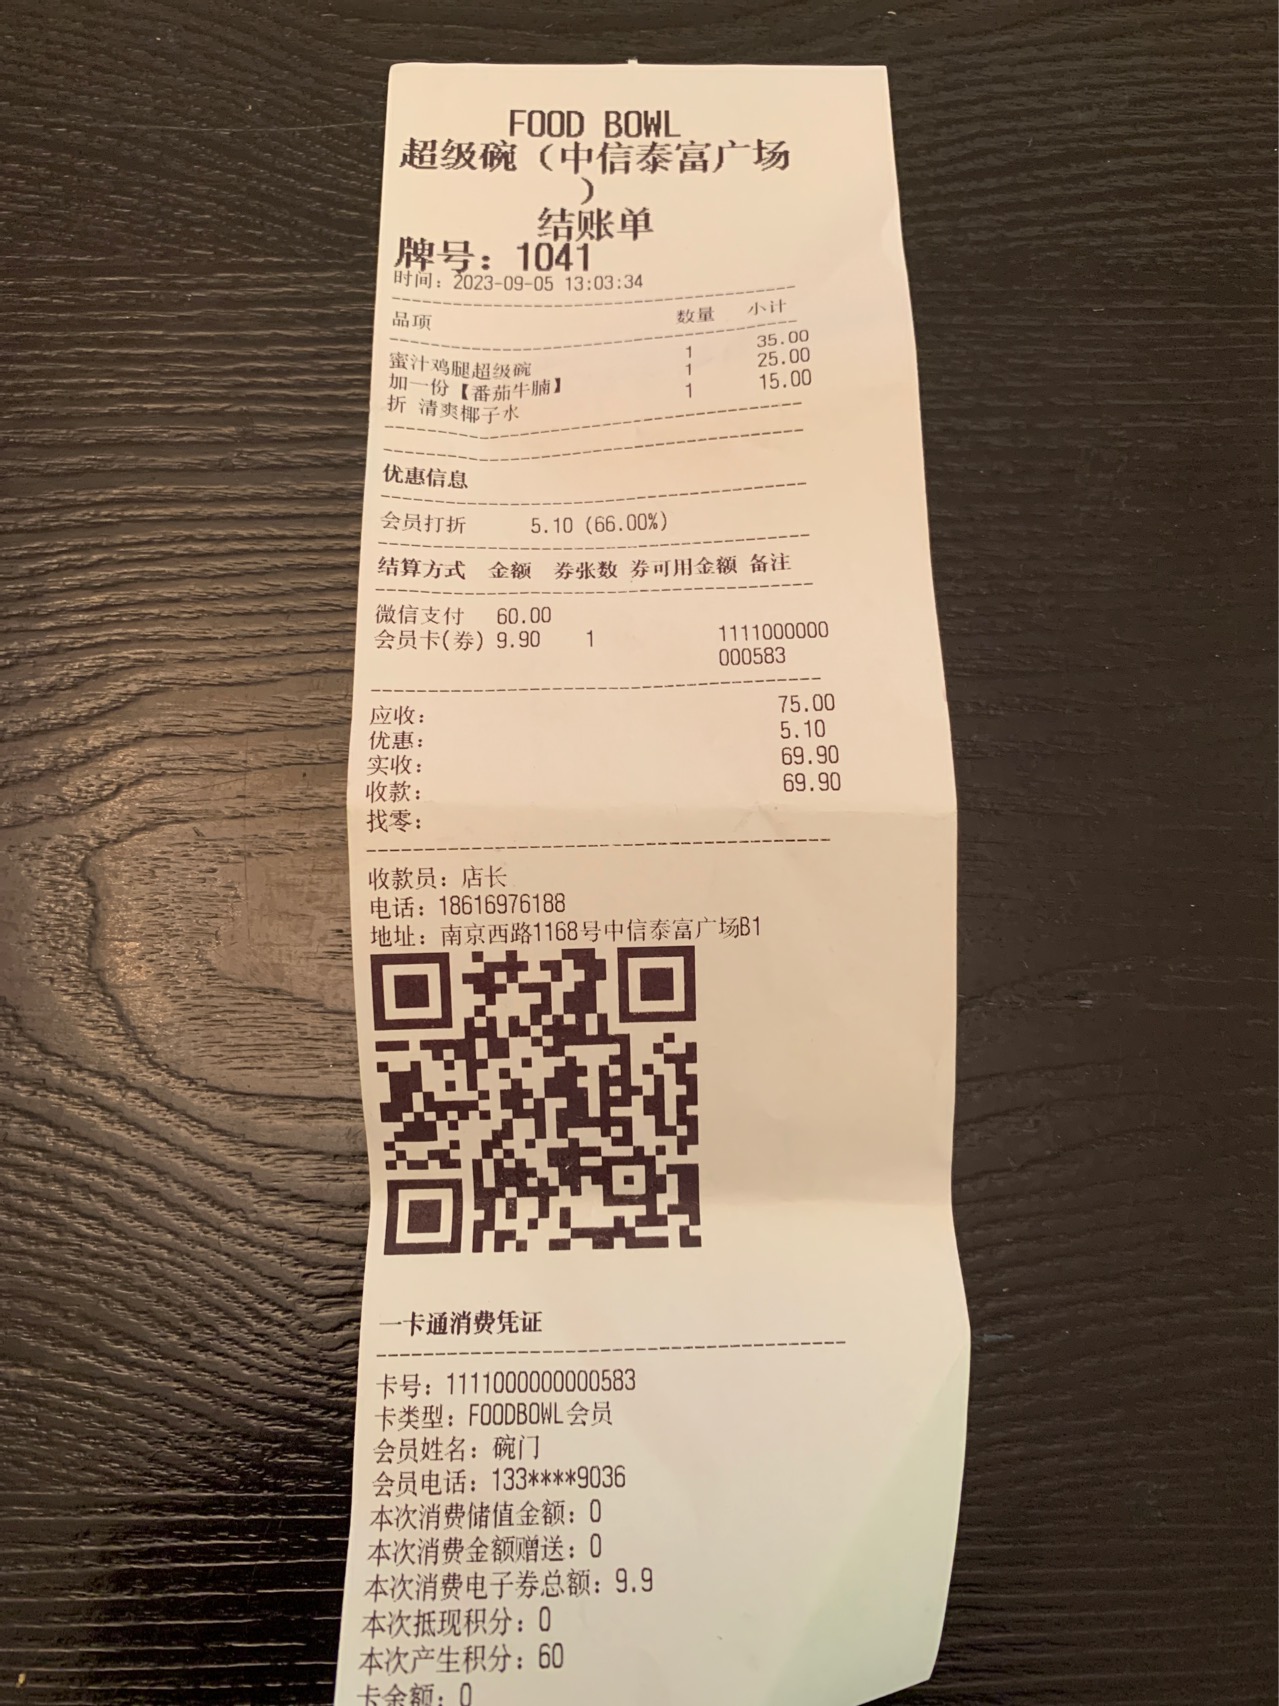 FOOD BOWL
超级碗（中信泰富广场
）
结账单
牌号：1041
时间：2023-09-05 13:03:34
品项 数量 小计
蜜汁鸡腿超级碗 1 35.00
加一份【番茄牛腩】 1 25.00
折 清爽椰子水 1 15.00
优惠信息
会员打折 5.10 (66.00%)
结算方式 金额 券张数 券可用金额 备注
微信支付 60.00
会员卡(券) 9.90 1 1111000000
000583
应收： 75.00
优惠： 5.10
实收： 69.90
收款： 69.90
找零：
收款员：店长
电话：18616976188
地址：南京西路1168号中信泰富广场B1
一卡通消费凭证
卡号：1111000000000583
卡类型：FOODBOWL会员
会员姓名：碗门
会员电话：133****9036
本次消费储值金额：0
本次消费金额赠送：0
本次消费电子券总额：9.9
本次抵现积分：0
本次产生积分：60
卡余额：0